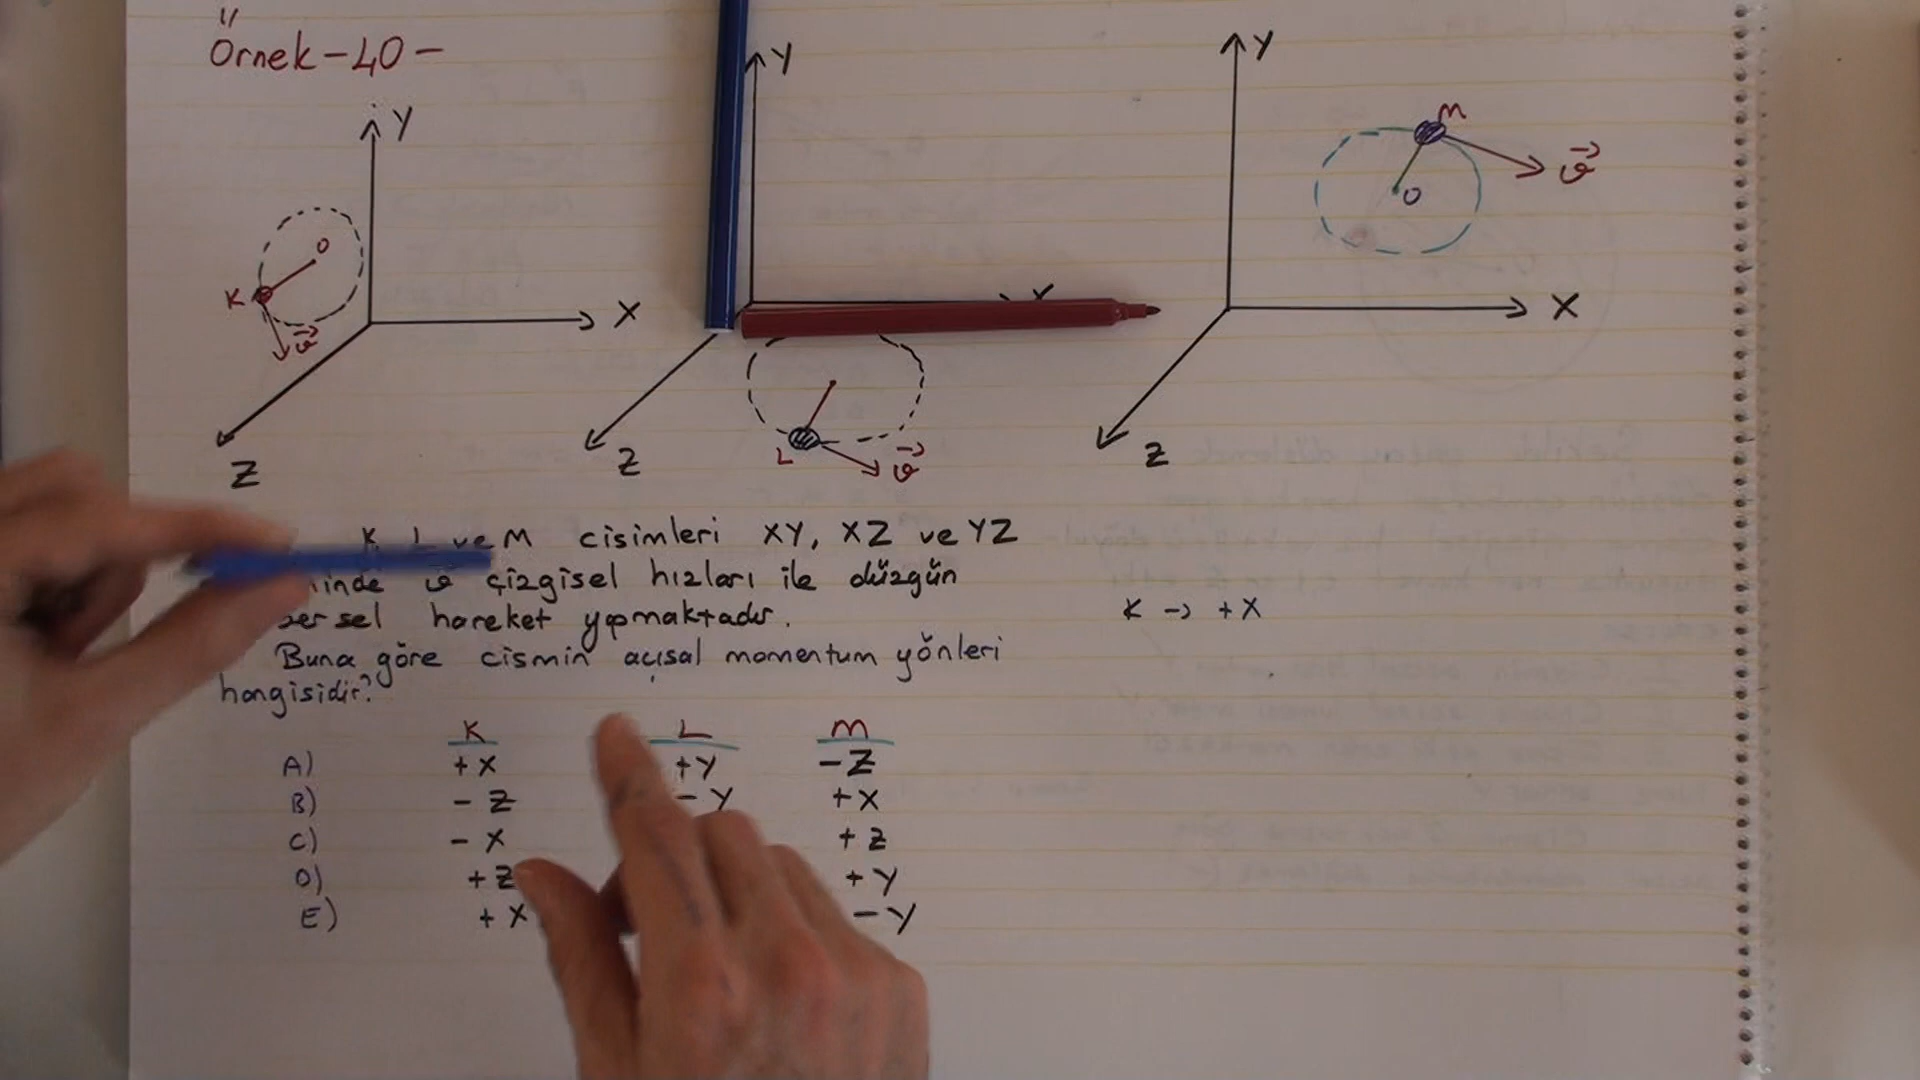 Örnek-40-
Y
X
Z
O
K
v
Y
X
Z
L
v
Y
X
Z
M
O
v
K, L ve M cisimleri XY, XZ ve YZ
v çizgisel hızları ile düzgün
hareket yapmaktadır.
Buna göre cismin açısal momentum yönleri
hangisidir?
K → +X
K L M
A) +X +Y -Z
B) -Z -Y +X
C) -X +Z
D) +Z +Y
E) +X -Y